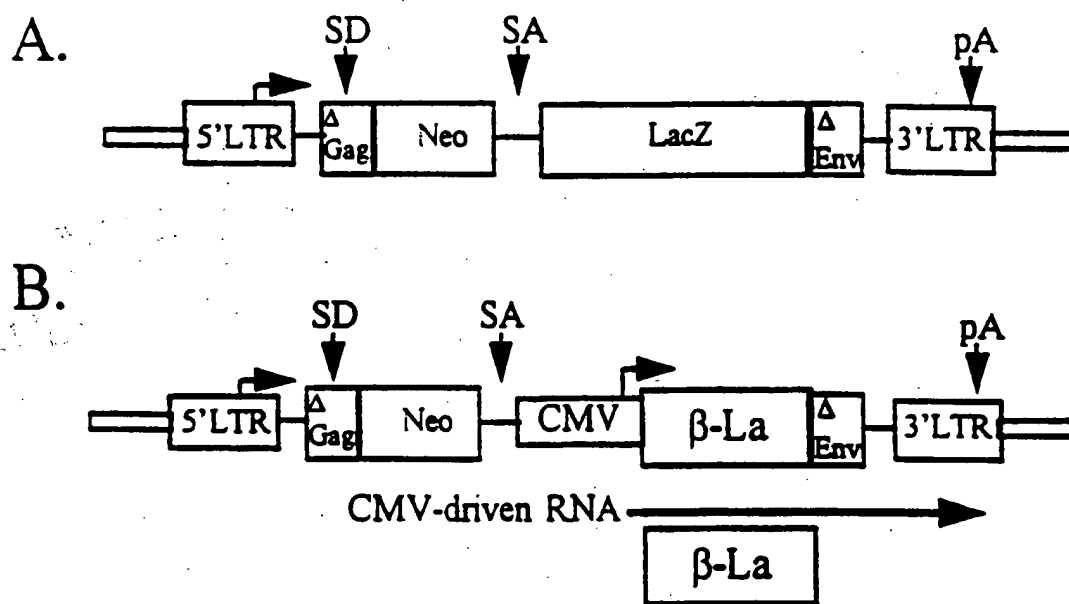 A.
SD SA pA
5'LTR Δ Gag Neo LacZ Δ Env 3'LTR
B.
SD SA pA
5'LTR Δ Gag Neo CMV β-La Δ Env 3'LTR
CMV-driven RNA
β-La